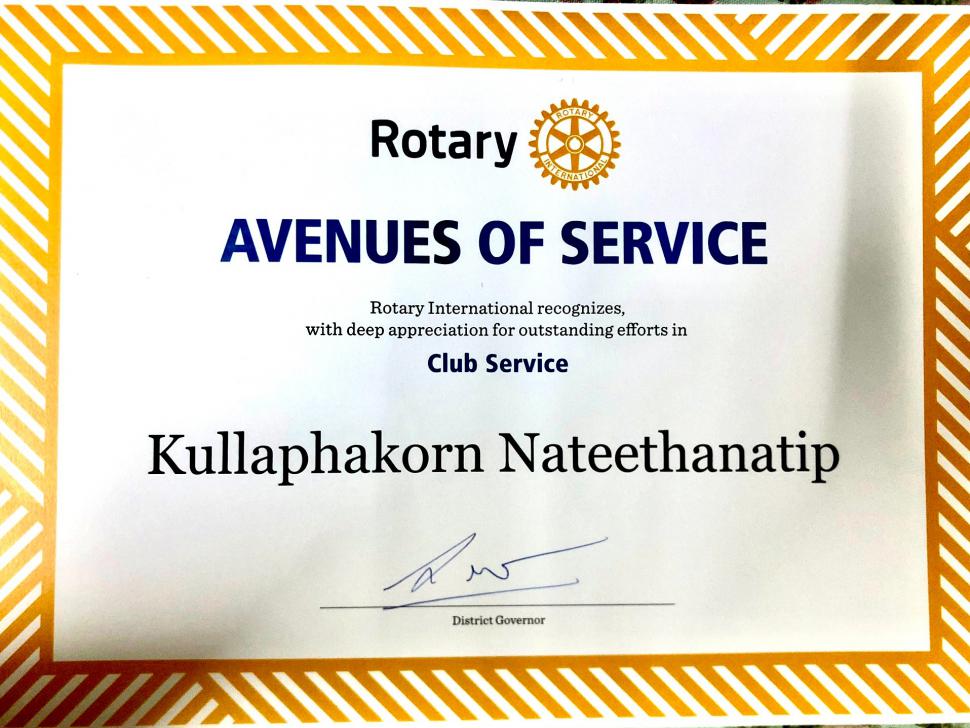 Rotary
ROTARY
INTERNATIONAL
AVENUES OF SERVICE
Rotary International recognizes,
with deep appreciation for outstanding efforts in
Club Service
Kullaphakorn Nateethanatip
District Governor